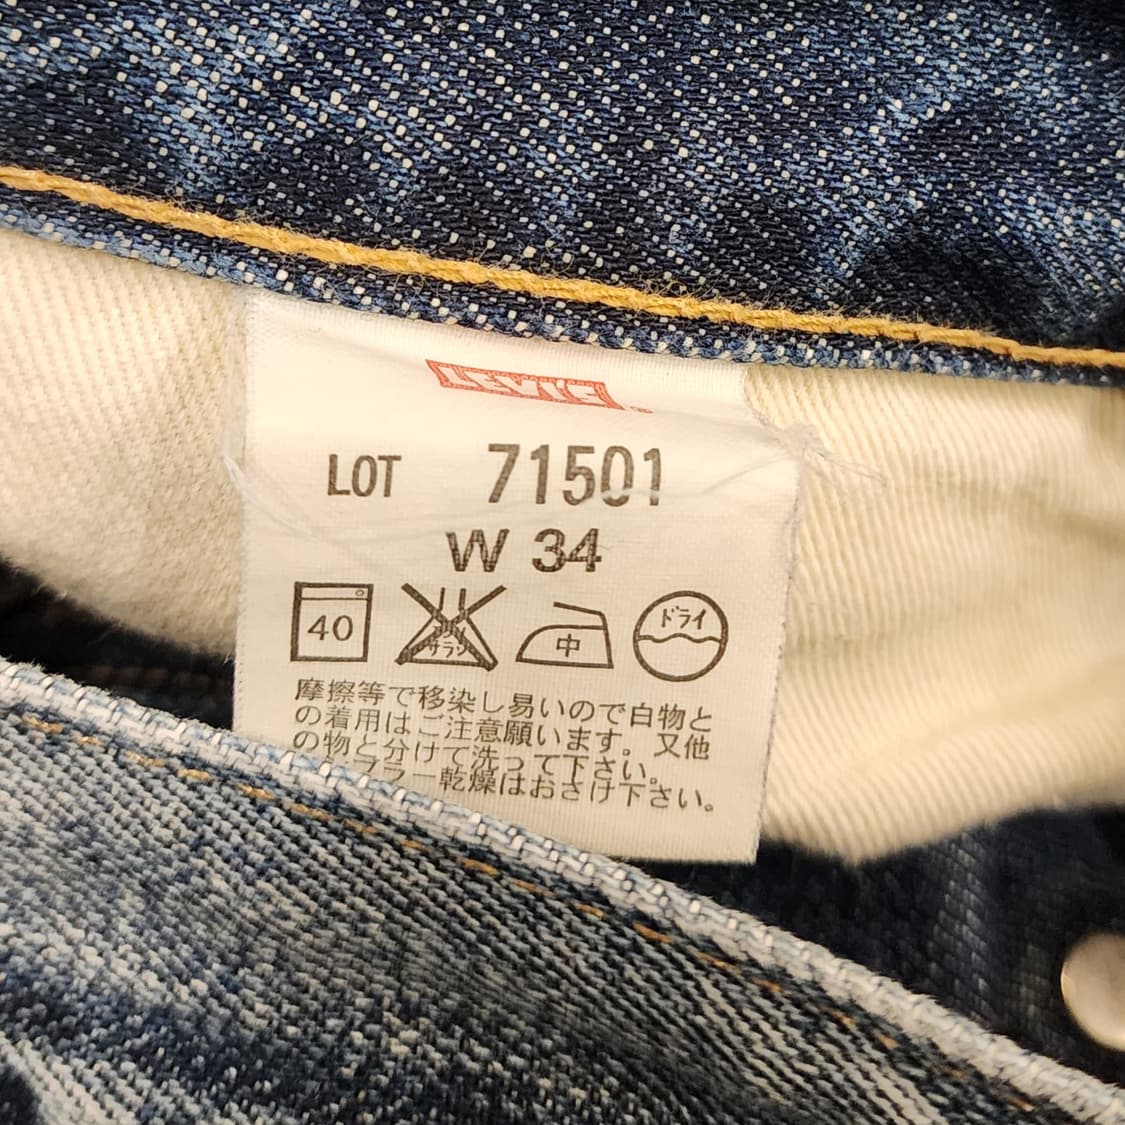 LEVI'S
LOT 71501
W 34
40
サラシ
中
ドライ
摩擦等で移染し易いので白物と
の着用はご注意願います。又他
の物と分けて洗って下さい。
ブラー乾燥はおさけ下さい。